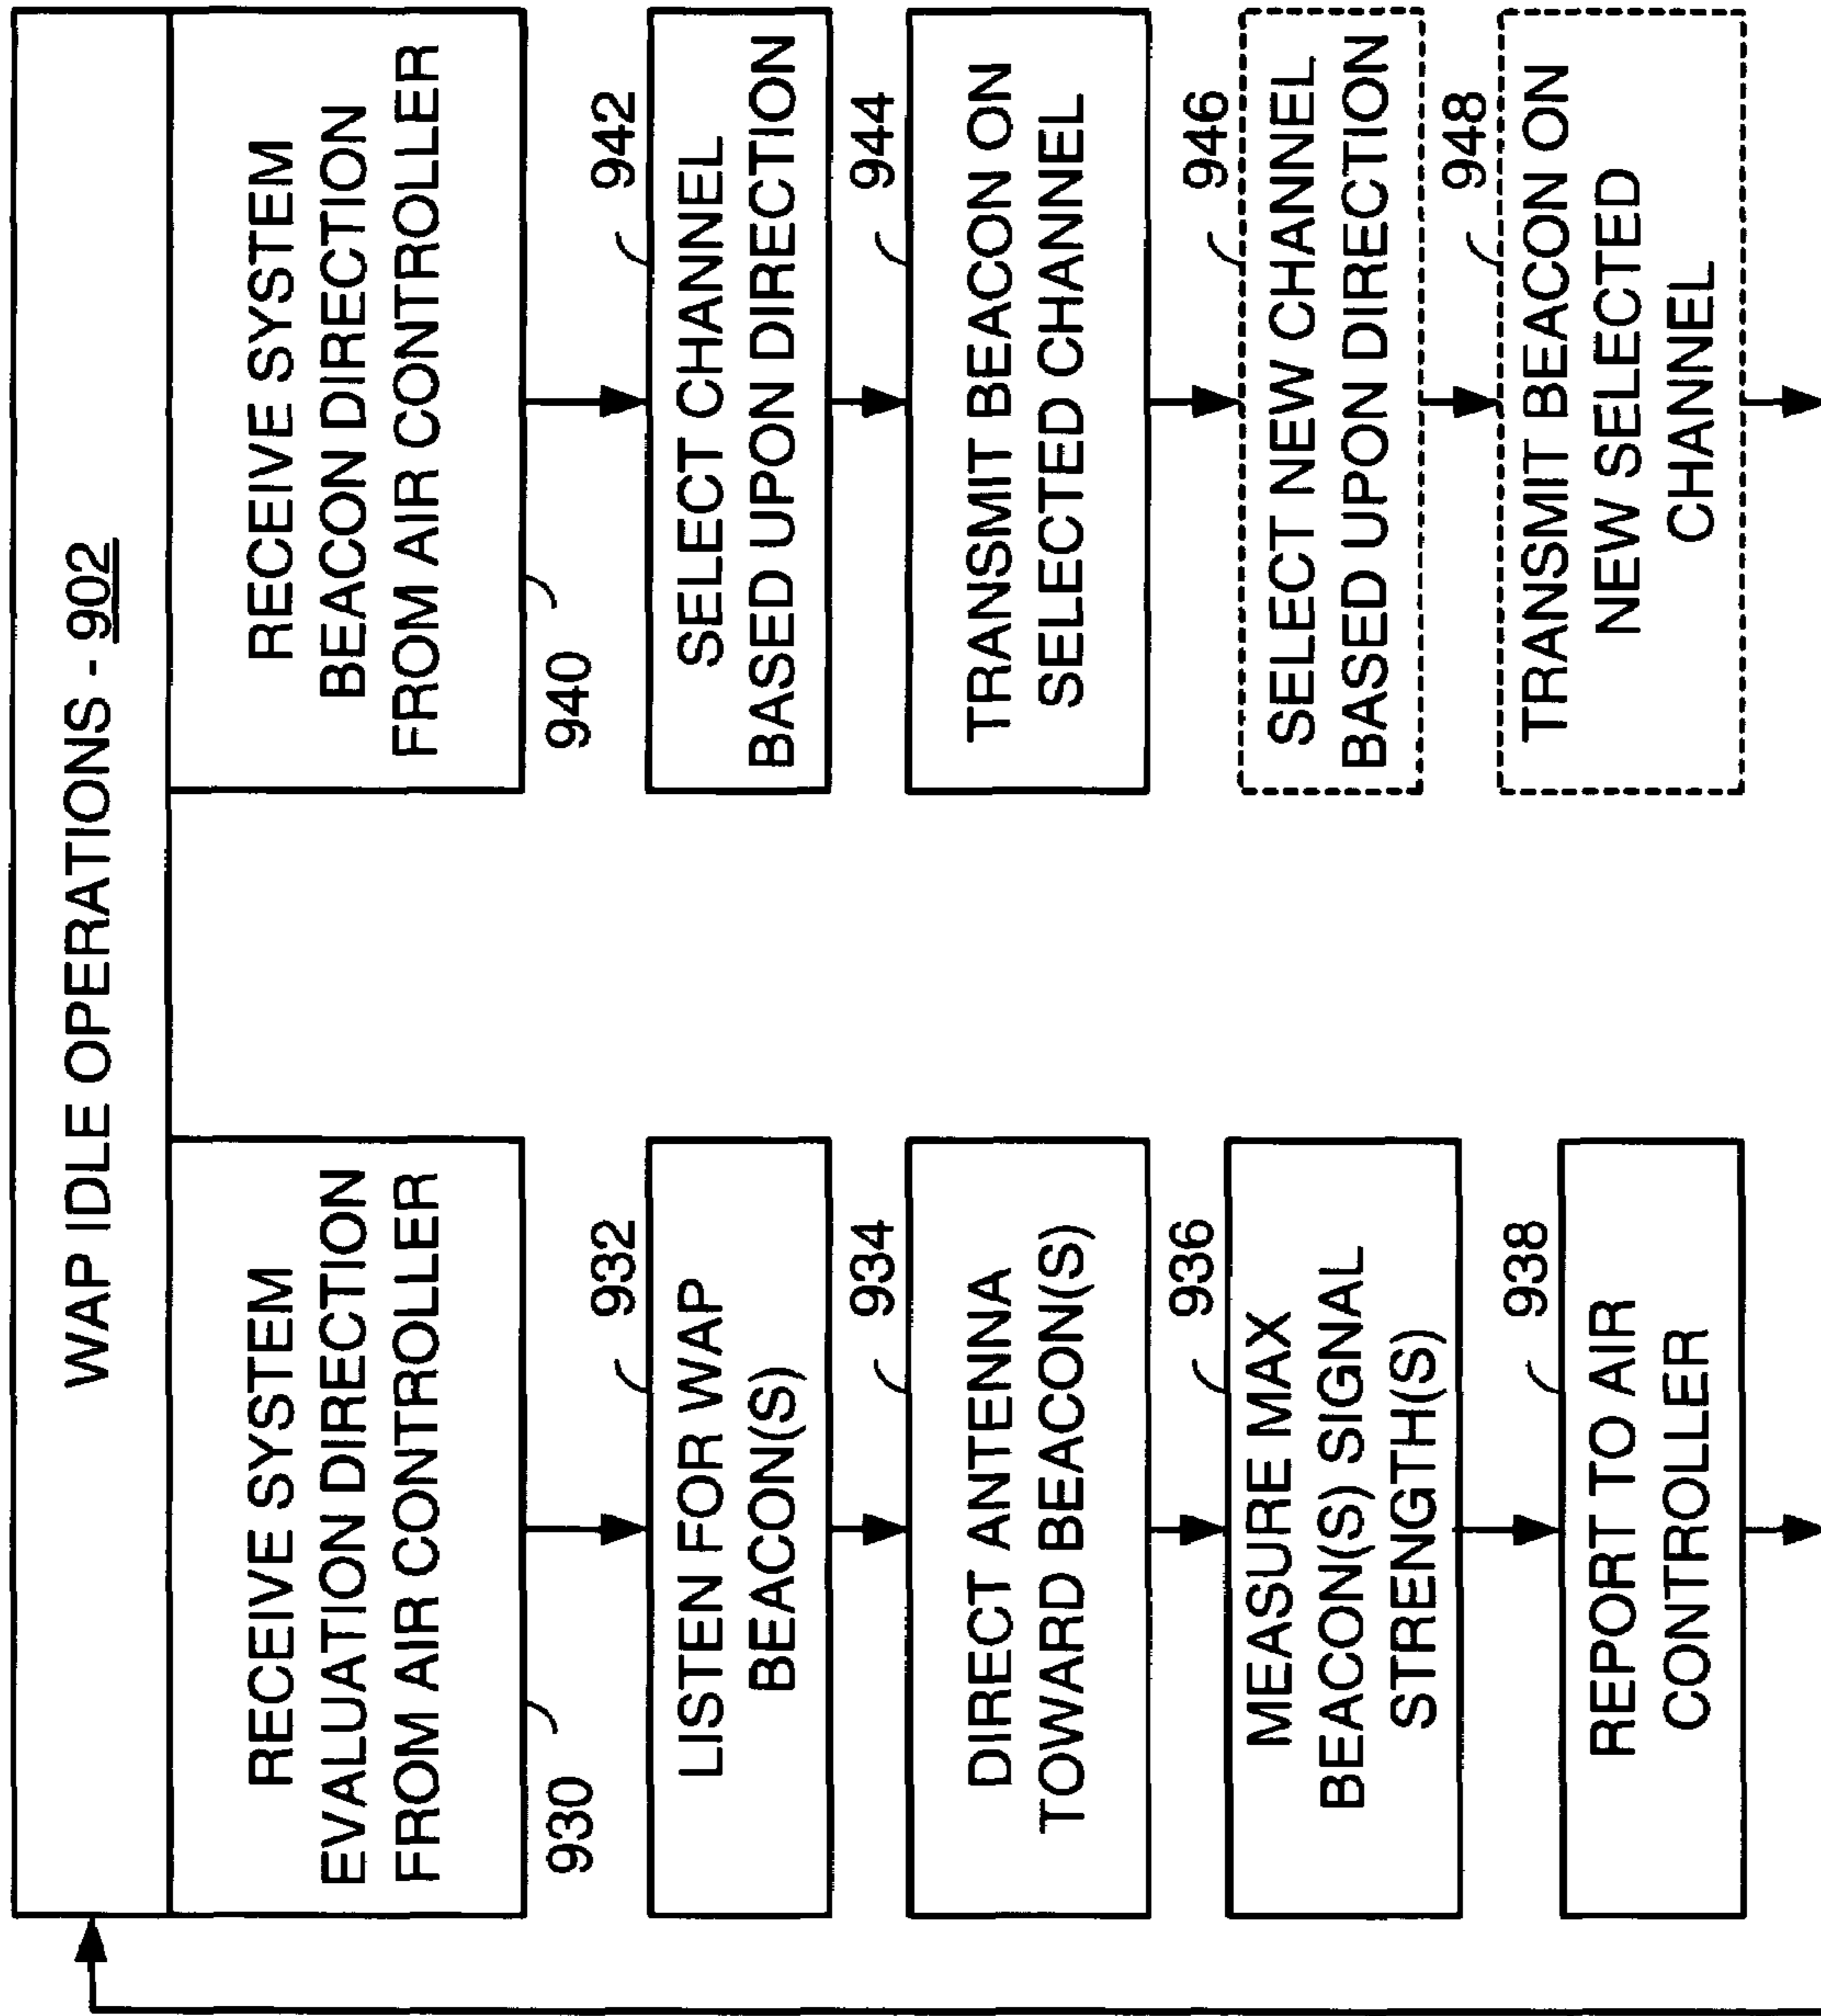 WAP IDLE OPERATIONS - 902
RECEIVE SYSTEM
EVALUATION DIRECTION
FROM AIR CONTROLLER
930
932
LISTEN FOR WAP
BEACON(S)
934
DIRECT ANTENNA
TOWARD BEACON(S)
936
MEASURE MAX
BEACON(S) SIGNAL
STRENGTH(S)
938
REPORT TO AIR
CONTROLLER
RECEIVE SYSTEM
BEACON DIRECTION
FROM AIR CONTROLLER
940
942
SELECT CHANNEL
BASED UPON DIRECTION
944
TRANSMIT BEACON ON
SELECTED CHANNEL
946
SELECT NEW CHANNEL
BASED UPON DIRECTION
948
TRANSMIT BEACON ON
NEW SELECTED
CHANNEL